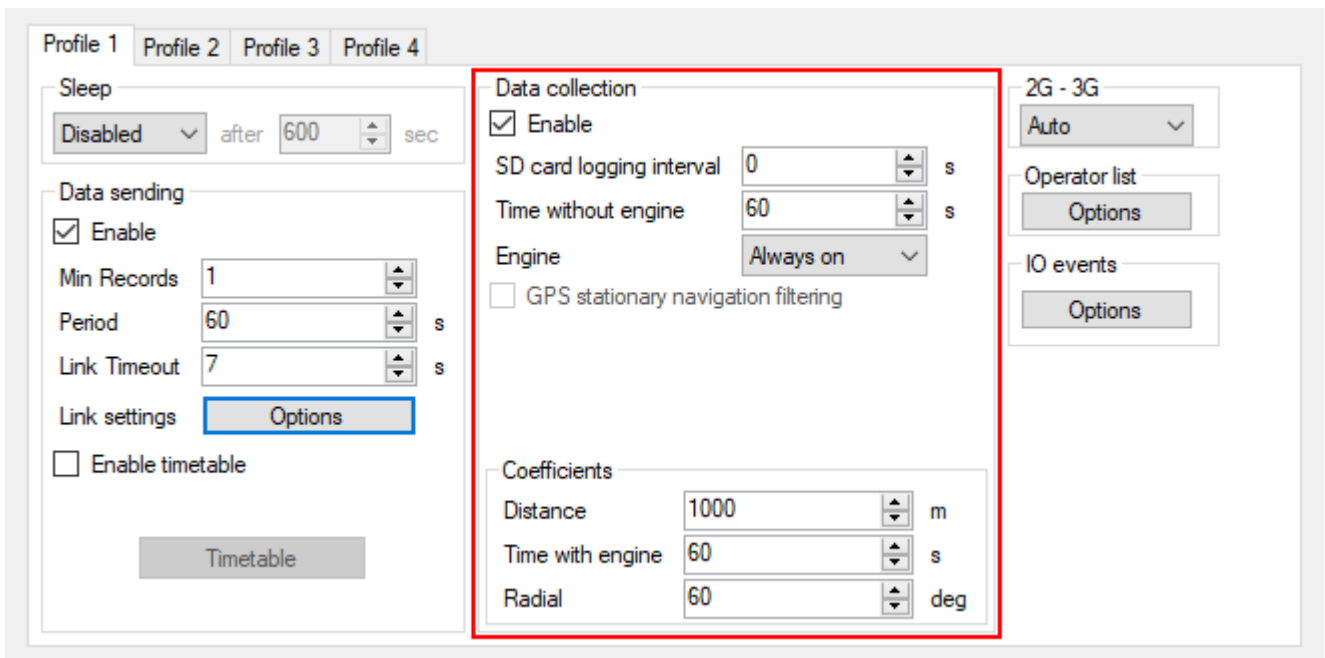 Profile 1 Profile 2 Profile 3 Profile 4
Sleep
Disabled after 600 sec
Data sending
Enable
Min Records 1
Period 60 s
Link Timeout 7 s
Link settings Options
Enable timetable
Timetable
Data collection
Enable
SD card logging interval 0 s
Time without engine 60 s
Engine Always on
GPS stationary navigation filtering
Coefficients
Distance 1000 m
Time with engine 60 s
Radial 60 deg
2G - 3G
Auto
Operator list
Options
IO events
Options